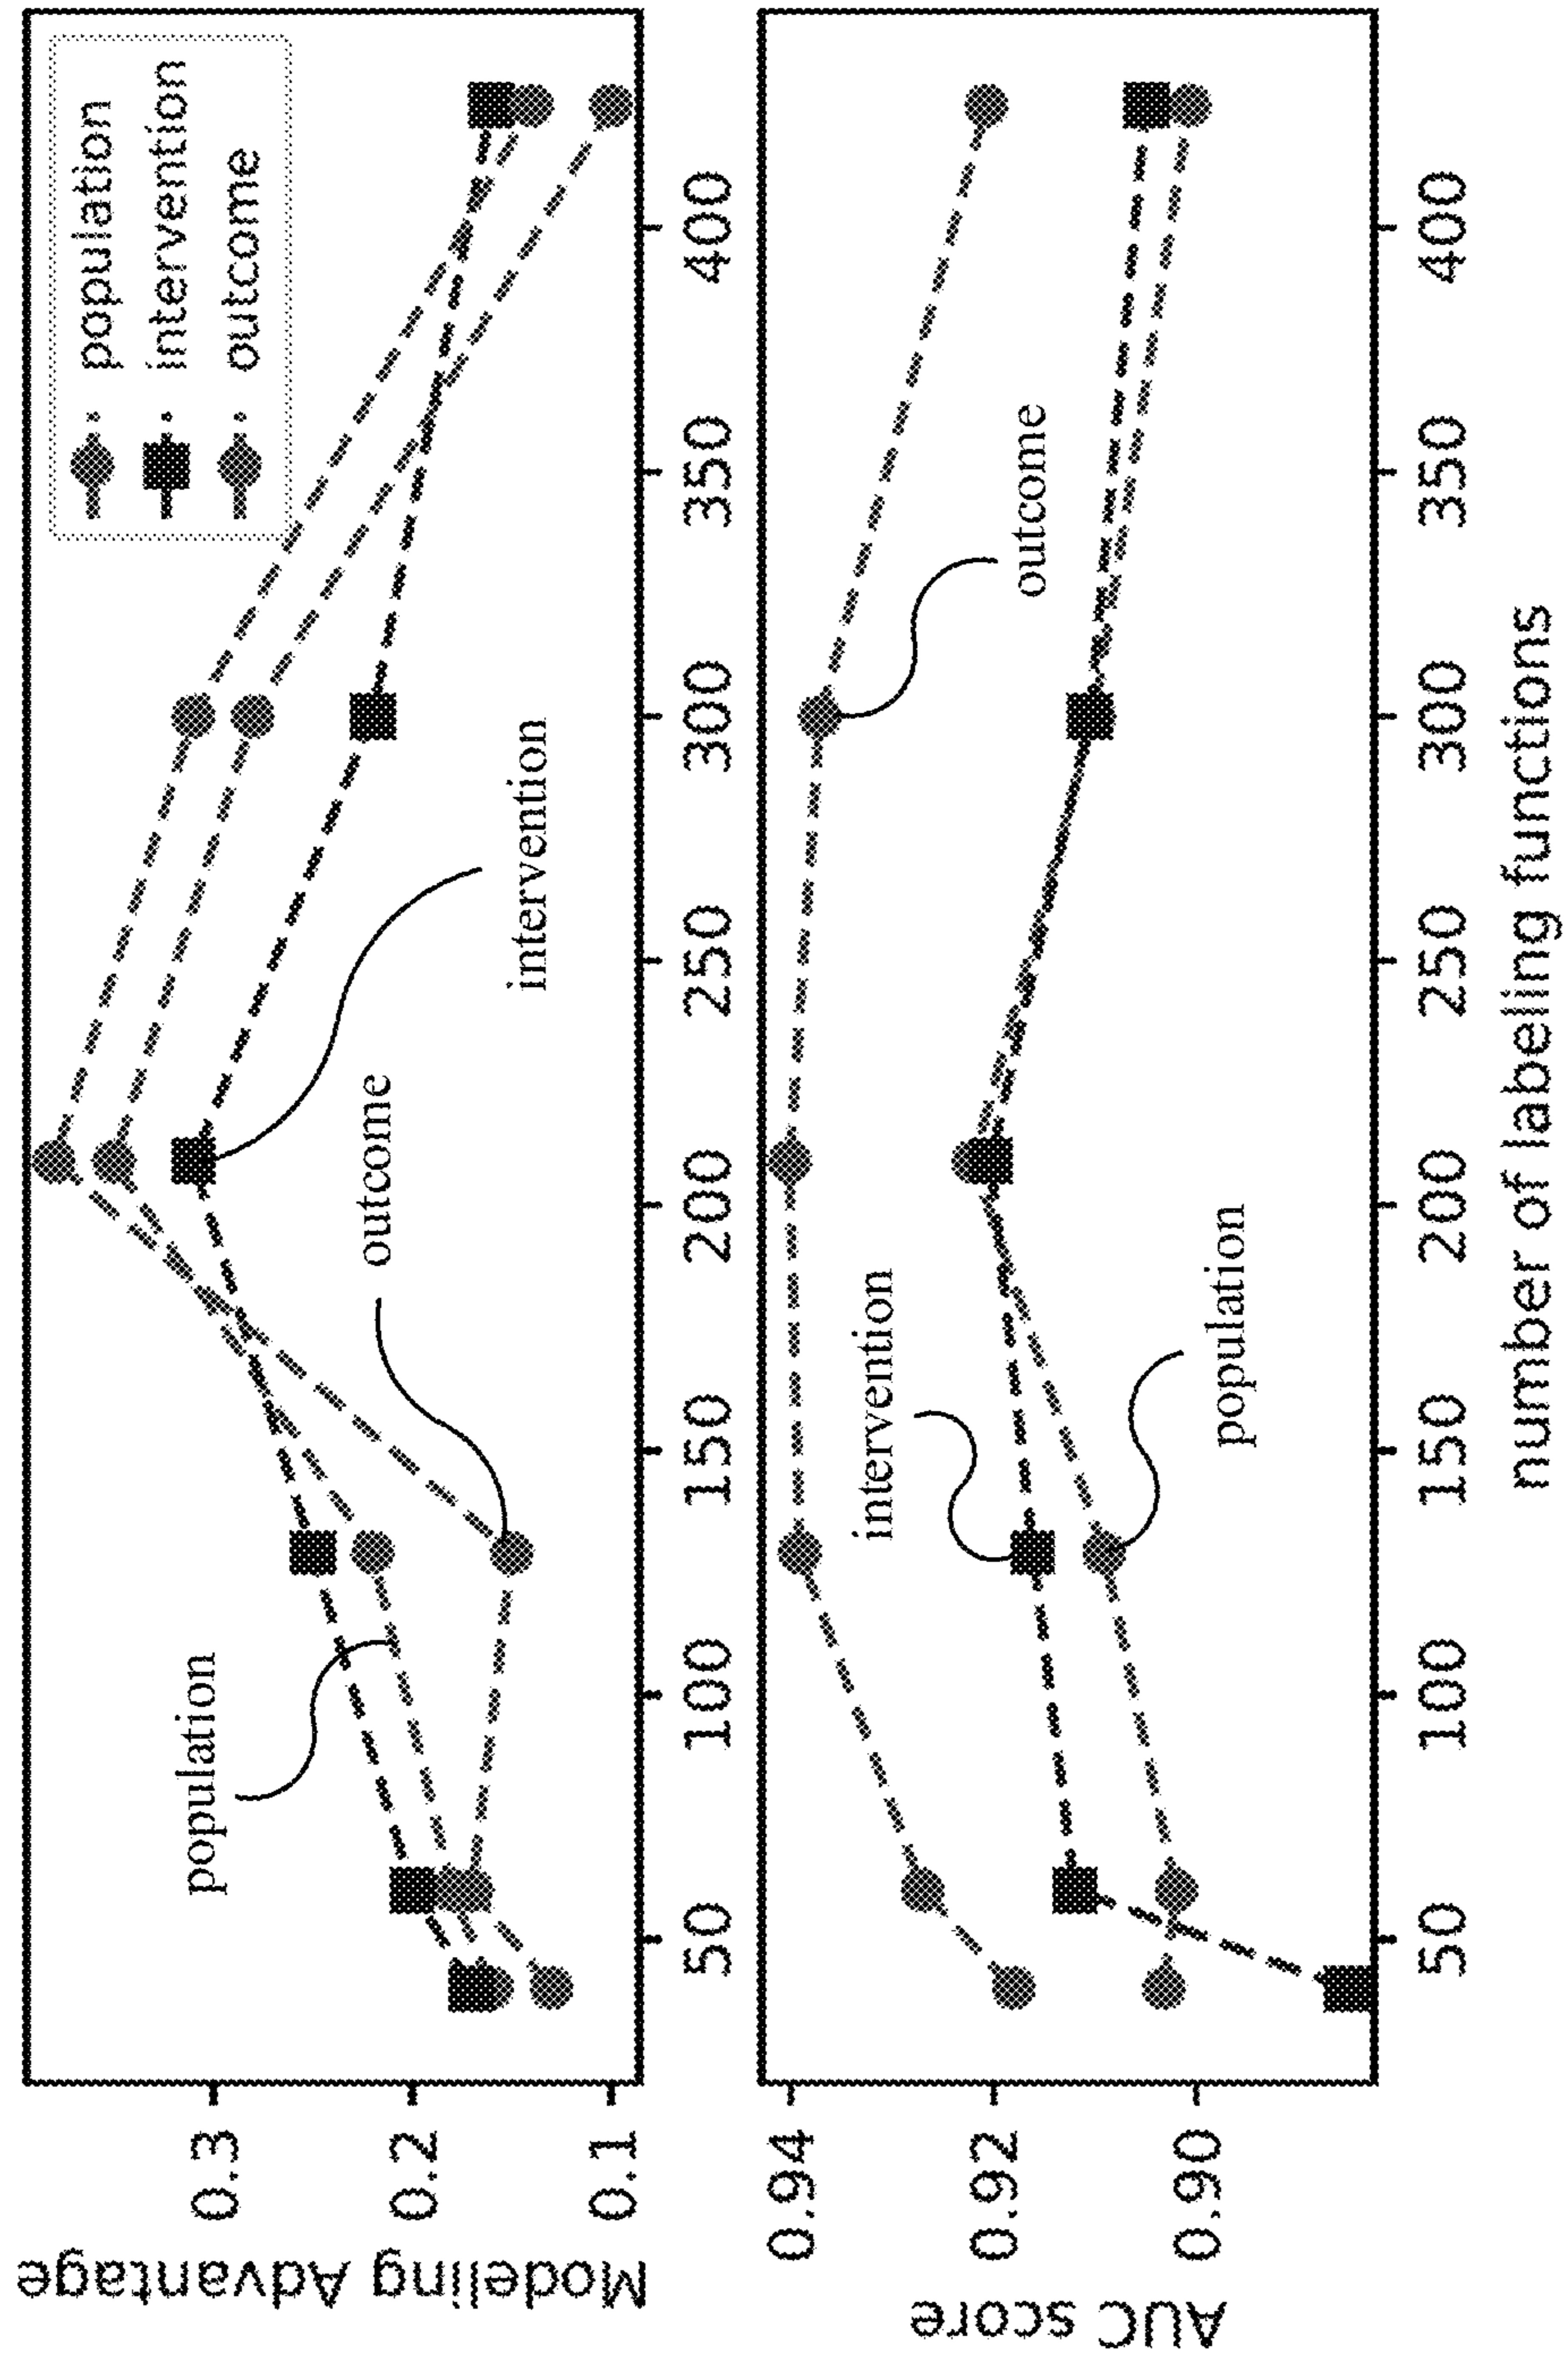 Modeling Advantage
0.3
0.2
0.1
population
intervention
outcome
population
outcome
intervention
50
100
150
200
250
300
350
400
AUC score
0.94
0.92
0.90
intervention
population
outcome
50
100
150
200
250
300
350
400
number of labeling functions